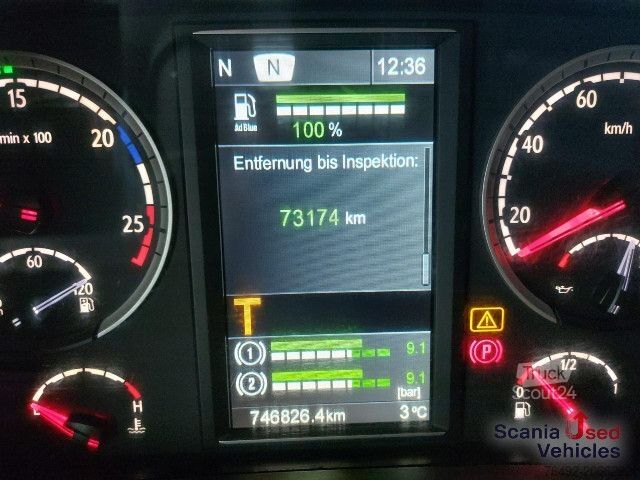 N N 12:36
AdBlue 100 %
Entfernung bis Inspektion:
73174 km
T
1 9.1
2 9.1
[bar]
746826.4km 3°C
15
min x 100 20
25
60
120
H
60
km/h
40
20
P
0 1/2 1
Truck
Scout24
Scania Used
Vehicles